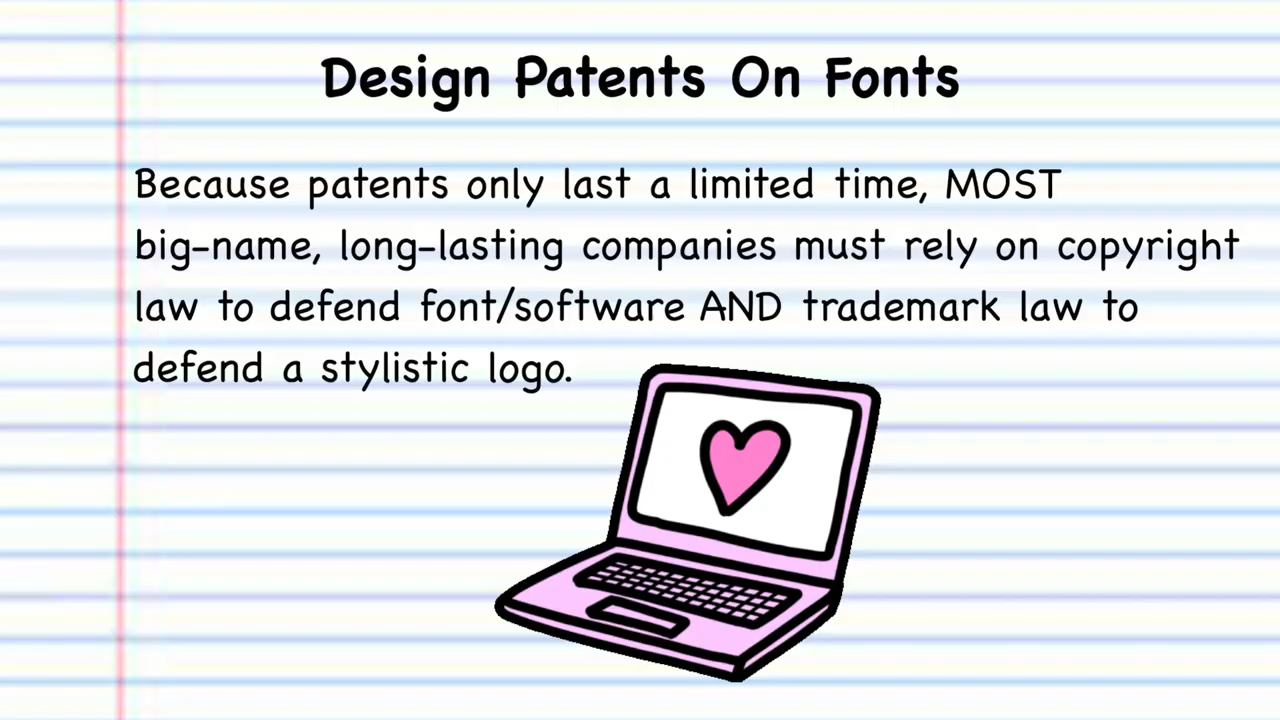 Design Patents On Fonts
Because patents only last a limited time, MOST
big-name, long-lasting companies must rely on copyright
law to defend font/software AND trademark law to
defend a stylistic logo.